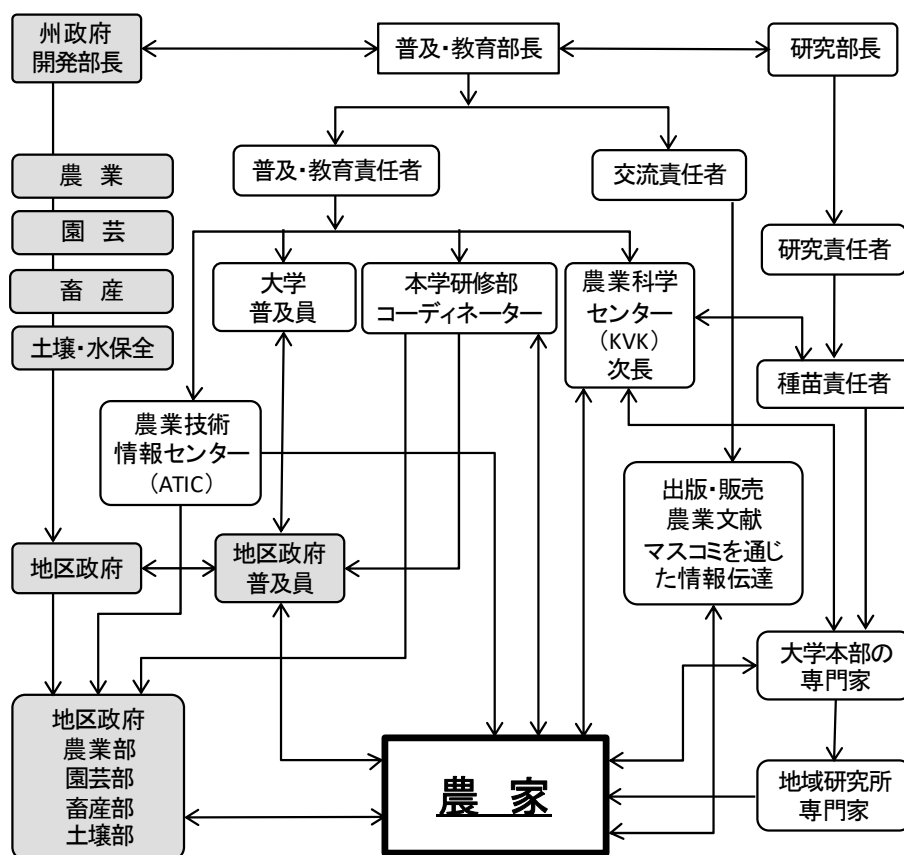 州政府
開発部長
普及・教育部長
研究部長
農　業
園　芸
畜　産
土壌・水保全
普及・教育責任者
交流責任者
大学
普及員
本学研修部
コーディネーター
農業科学
センター
（KVK）
次長
研究責任者
種苗責任者
農業技術
情報センター
（ATIC）
出版・販売
農業文献
マスコミを通じ
た情報伝達
地区政府
地区政府
普及員
大学本部の
専門家
地区政府
農業部
園芸部
畜産部
土壌部
農　家
地域研究所
専門家